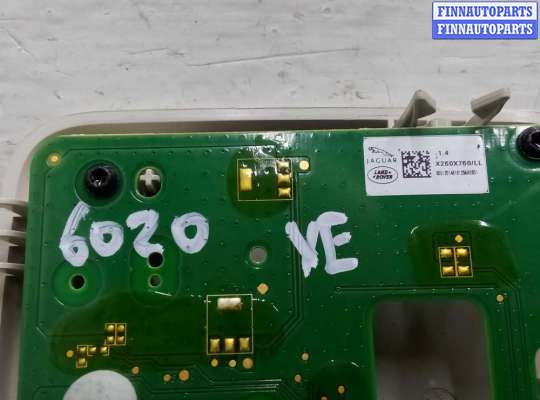 FINNAUTOPARTS
FINNAUTOPARTS
JAGUAR
LAND ROVER
1.4
X260X760/LL
6020 YE